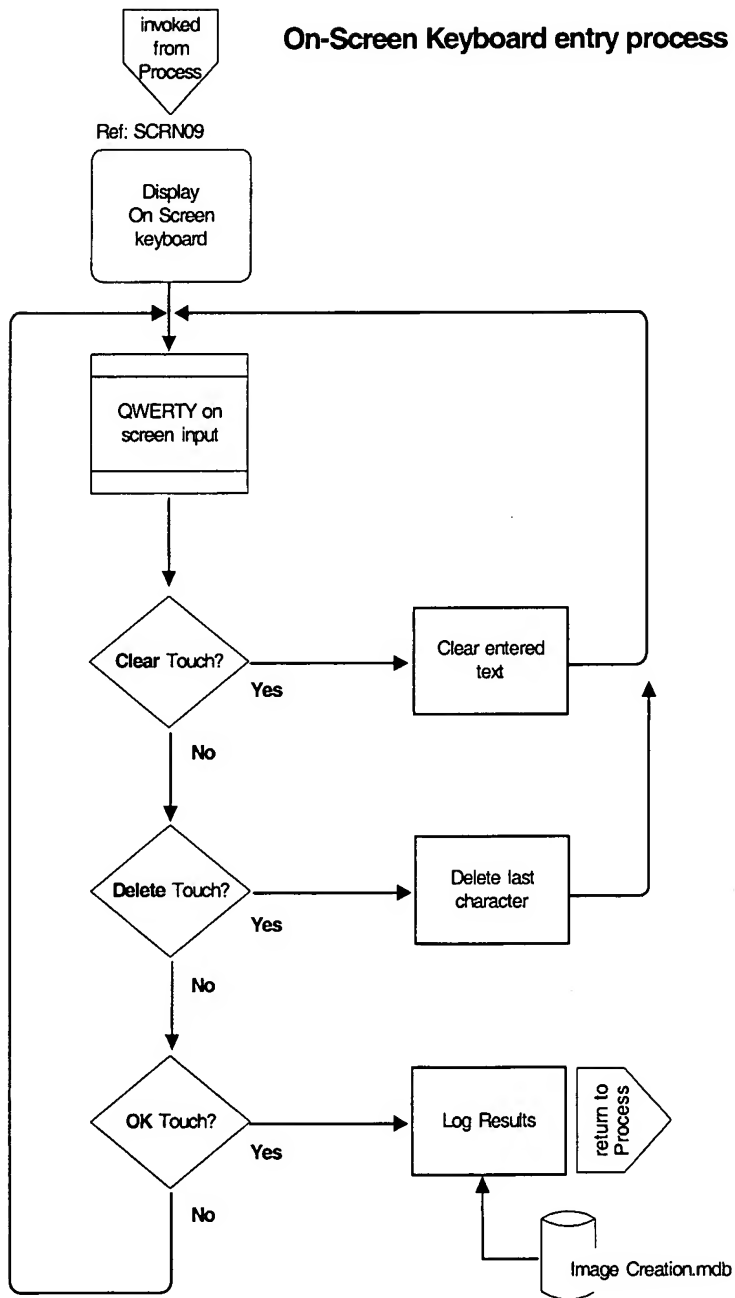 invoked
from
Process
On-Screen Keyboard entry process
Ref: SCRN09
Display
On Screen
keyboard
QWERTY on
screen input
Clear Touch?
Yes
Clear entered
text
No
Delete Touch?
Yes
Delete last
character
No
OK Touch?
Yes
Log Results
return to
Process
No
Image Creation.mdb